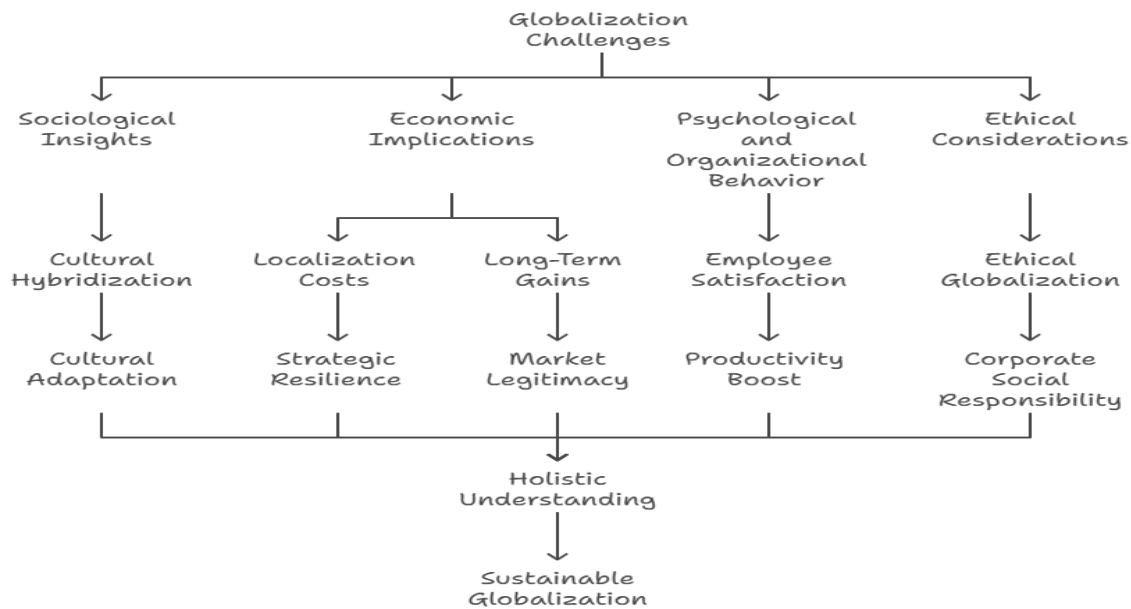 Globalization
Challenges
Sociological
Insights
Economic
Implications
Psychological
and
Organizational
Behavior
Ethical
Considerations
Cultural
Hybridization
Localization
Costs
Long-Term
Gains
Employee
Satisfaction
Ethical
Globalization
Cultural
Adaptation
Strategic
Resilience
Market
Legitimacy
Productivity
Boost
Corporate
Social
Responsibility
Holistic
Understanding
Sustainable
Globalization